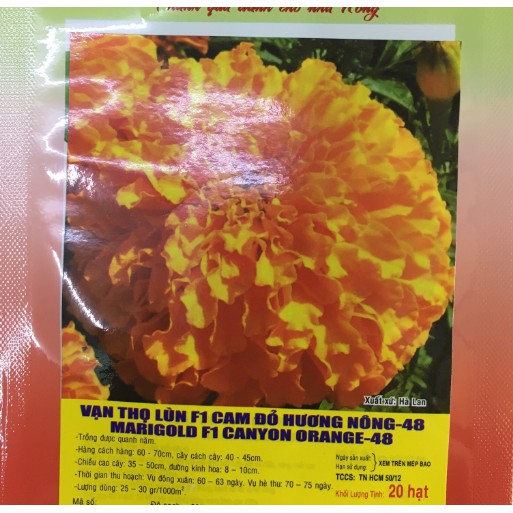 Xuất xứ: Hà Lan
VẠN THỌ LÙN F1 CAM ĐỎ HƯƠNG NÔNG-48
MARIGOLD F1 CANYON ORANGE-48
-Trồng được quanh năm.
-Hàng cách hàng: 60 - 70cm, cây cách cây: 40 - 45cm.
-Chiều cao cây: 35 – 50cm, đường kính hoa: 8 – 10cm.
-Thời gian thu hoạch: Vụ đông xuân: 60 – 63 ngày. Vụ hè thu: 70 – 75 ngày.
-Lượng dùng: 25 – 30 gr/1000m²
Mã số:
Ngày sản xuất:
Hạn sử dụng:
XEM TRÊN MÉP BAO
TCCS: TN HCM 50/12
Khối Lượng Tịnh: 20 hạt